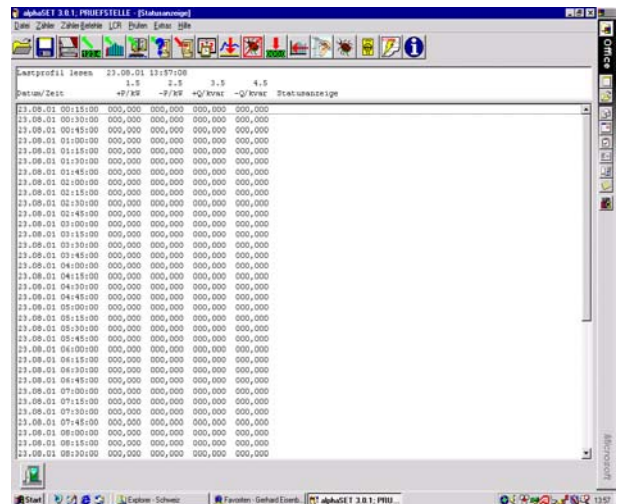 alphaSET 3.0.1; PRUEFSTELLE - [Statusanzeige]
Datei Zähler Zähler-Befehle LCR Prüfen Extras Hilfe
Office
Lastprofil lesen 23.08.01 13:57:08
1.5 2.5 3.5 4.5
Datum/Zeit +P/kW -P/kW +Q/kvar -Q/kvar Statusanzeige
23.08.01 00:15:00 000,000 000,000 000,000 000,000
23.08.01 00:30:00 000,000 000,000 000,000 000,000
23.08.01 00:45:00 000,000 000,000 000,000 000,000
23.08.01 01:00:00 000,000 000,000 000,000 000,000
23.08.01 01:15:00 000,000 000,000 000,000 000,000
23.08.01 01:30:00 000,000 000,000 000,000 000,000
23.08.01 01:45:00 000,000 000,000 000,000 000,000
23.08.01 02:00:00 000,000 000,000 000,000 000,000
23.08.01 02:15:00 000,000 000,000 000,000 000,000
23.08.01 02:30:00 000,000 000,000 000,000 000,000
23.08.01 02:45:00 000,000 000,000 000,000 000,000
23.08.01 03:00:00 000,000 000,000 000,000 000,000
23.08.01 03:15:00 000,000 000,000 000,000 000,000
23.08.01 03:30:00 000,000 000,000 000,000 000,000
23.08.01 03:45:00 000,000 000,000 000,000 000,000
23.08.01 04:00:00 000,000 000,000 000,000 000,000
23.08.01 04:15:00 000,000 000,000 000,000 000,000
23.08.01 04:30:00 000,000 000,000 000,000 000,000
23.08.01 04:45:00 000,000 000,000 000,000 000,000
23.08.01 05:00:00 000,000 000,000 000,000 000,000
23.08.01 05:15:00 000,000 000,000 000,000 000,000
23.08.01 05:30:00 000,000 000,000 000,000 000,000
23.08.01 05:45:00 000,000 000,000 000,000 000,000
23.08.01 06:00:00 000,000 000,000 000,000 000,000
23.08.01 06:15:00 000,000 000,000 000,000 000,000
23.08.01 06:30:00 000,000 000,000 000,000 000,000
23.08.01 06:45:00 000,000 000,000 000,000 000,000
23.08.01 07:00:00 000,000 000,000 000,000 000,000
23.08.01 07:15:00 000,000 000,000 000,000 000,000
23.08.01 07:30:00 000,000 000,000 000,000 000,000
23.08.01 07:45:00 000,000 000,000 000,000 000,000
23.08.01 08:00:00 000,000 000,000 000,000 000,000
23.08.01 08:15:00 000,000 000,000 000,000 000,000
23.08.01 08:30:00 000,000 000,000 000,000 000,000
Microsoft
Start Explorer - Schweiz Favoriten - Gerhard alphaSET 3.0.1; PRU... 13:57